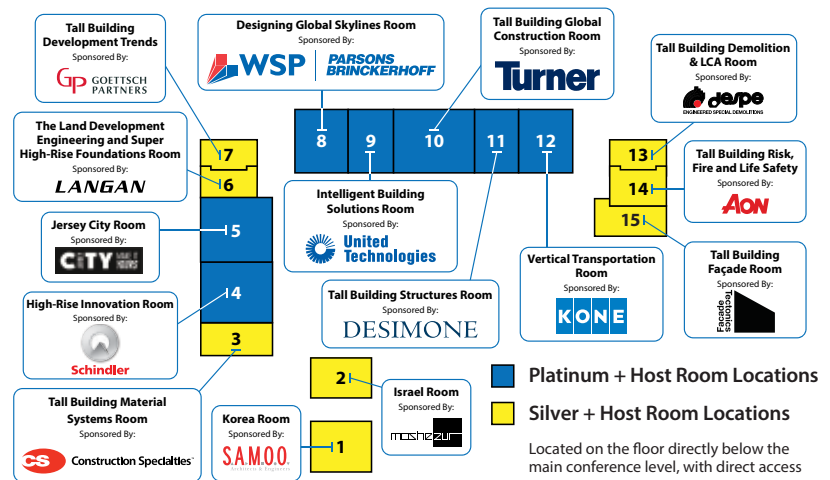 Tall Building
Development Trends
Sponsored By:
GP GOETTSCH
PARTNERS
Designing Global Skylines Room
Sponsored By:
WSP | PARSONS
BRINCKERHOFF
Tall Building Global
Construction Room
Sponsored By:
Turner
Tall Building Demolition
& LCA Room
Sponsored By:
despe
ENGINEERED SPECIAL DEMOLITIONS
The Land Development
Engineering and Super
High-Rise Foundations Room
Sponsored By:
LANGAN
7
6
8
9
10
11
12
13
14
15
Tall Building Risk,
Fire and Life Safety
Sponsored By:
AON
Jersey City Room
Sponsored By:
5
Intelligent Building
Solutions Room
Sponsored By:
United
Technologies
Vertical Transportation
Room
Sponsored By:
KONE
Tall Building
Façade Room
Sponsored By:
Facade
Tectonics
High-Rise Innovation Room
Sponsored By:
Schindler
4
3
Tall Building Structures Room
Sponsored By:
DESIMONE
Tall Building Material
Systems Room
Sponsored By:
CS Construction Specialties
Korea Room
Sponsored By:
S.A.M.O.O.
Architects & Engineers
2
1
Israel Room
Sponsored By:
moshezur
Platinum + Host Room Locations
Silver + Host Room Locations
Located on the floor directly below the
main conference level, with direct access